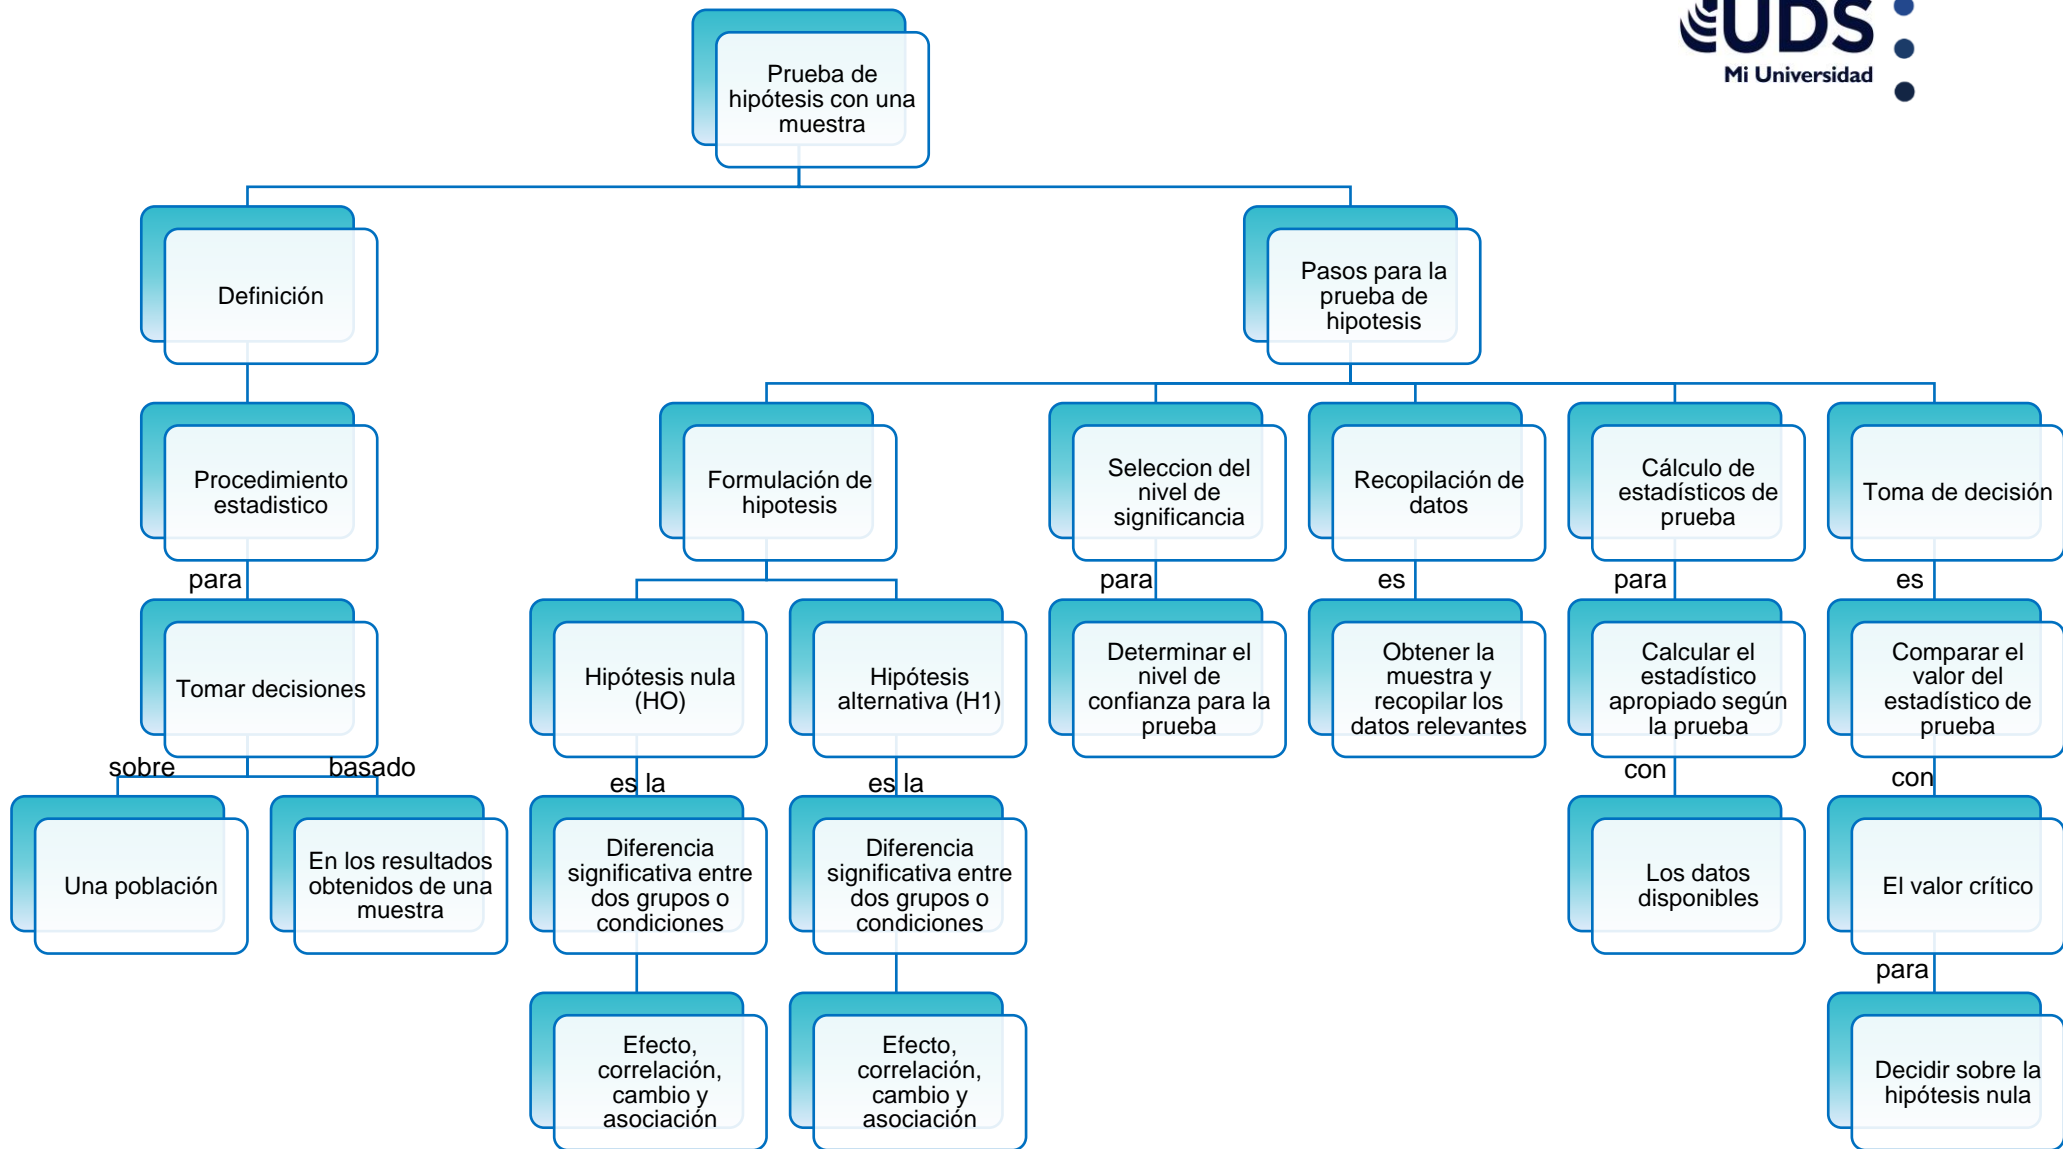 UDS
Mi Universidad
Prueba de
hipótesis con una
muestra
Definición
Pasos para la
prueba de
hipotesis
Procedimiento
estadistico
Formulación de
hipotesis
Seleccion del
nivel de
significancia
Recopilación de
datos
Cálculo de
estadísticos de
prueba
Toma de decisión
para
para
es
para
es
Tomar decisiones
Hipótesis nula
(HO)
Hipótesis
alternativa (H1)
Determinar el
nivel de
confianza para la
prueba
Obtener la
muestra y
recopilar los
datos relevantes
Calcular el
estadístico
apropiado según
la prueba
Comparar el
valor del
estadístico de
prueba
sobre
basado
es la
es la
con
con
Una población
En los resultados
obtenidos de una
muestra
Diferencia
significativa entre
dos grupos o
condiciones
Diferencia
significativa entre
dos grupos o
condiciones
Los datos
disponibles
El valor crítico
para
Efecto,
correlación,
cambio y
asociación
Efecto,
correlación,
cambio y
asociación
Decidir sobre la
hipótesis nula